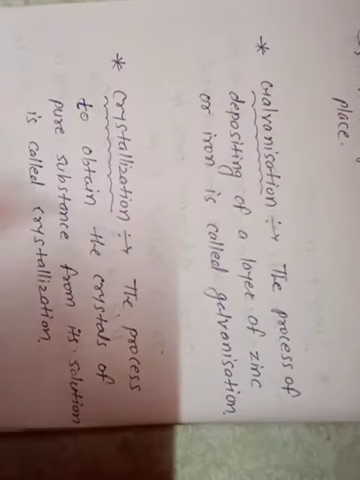 place.
* Galvanisation ÷→ The process of
depositing of a layer of zinc
or iron is called galvanisation.
* Crystallization ÷→ The process
to obtain the crystals of
pure substance from its solution
is called crystallization.